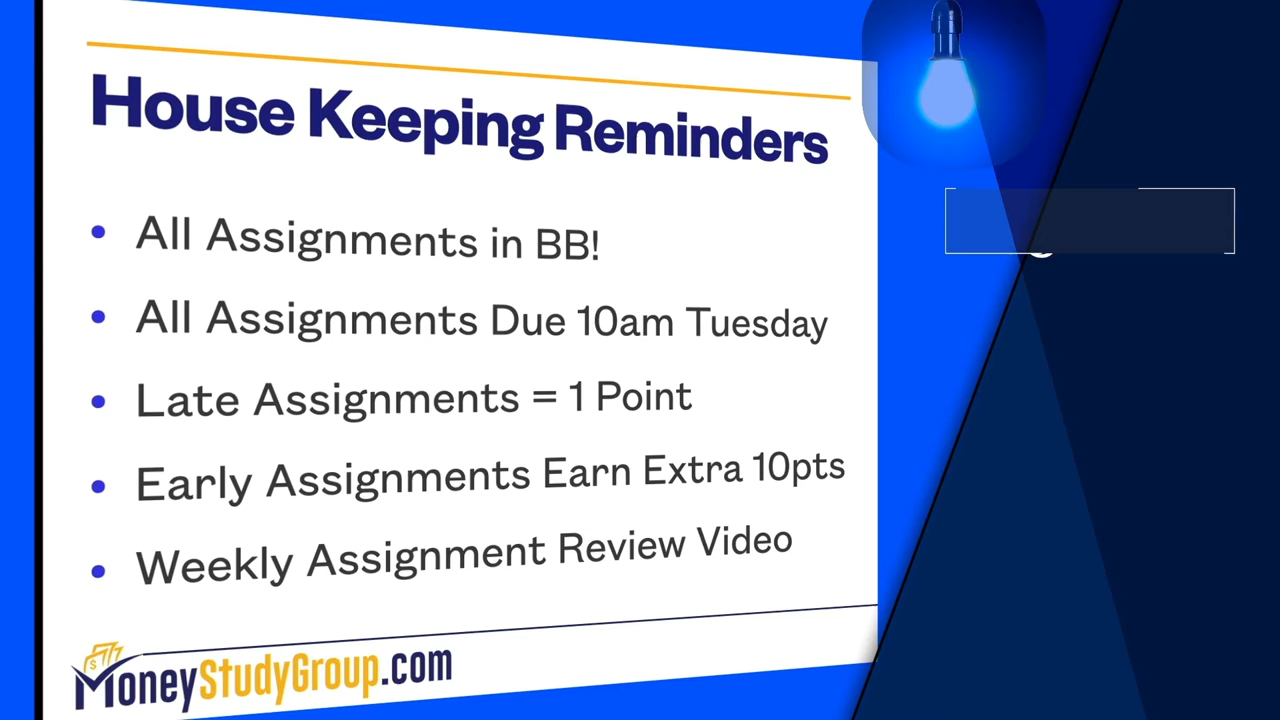 House Keeping Reminders
• All Assignments in BB!
• All Assignments Due 10am Tuesday
• Late Assignments = 1 Point
• Early Assignments Earn Extra 10pts
• Weekly Assignment Review Video
MoneyStudyGroup.com